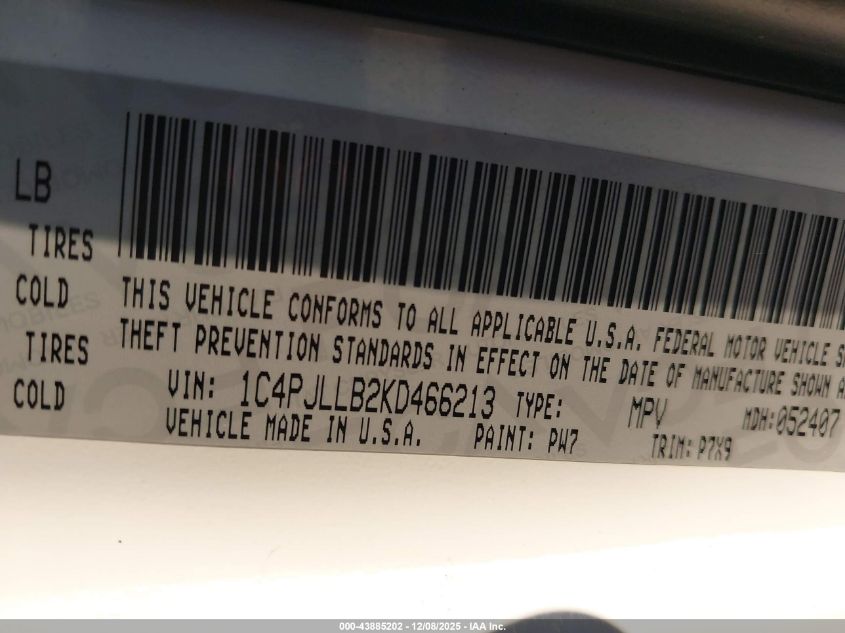 LB
TIRES
COLD
TIRES
COLD
THIS VEHICLE CONFORMS TO ALL APPLICABLE U.S.A. FEDERAL MOTOR VEHICLE
THEFT PREVENTION STANDARDS IN EFFECT ON THE DATE OF MANUFACTURE SHOWN
VIN: 1C4PJLLB2KD466213 TYPE: MPV MDH:052407
VEHICLE MADE IN U.S.A. PAINT: PW7 TRIM: P7X9
000-43885202 - 12/08/2025 - IAA Inc.